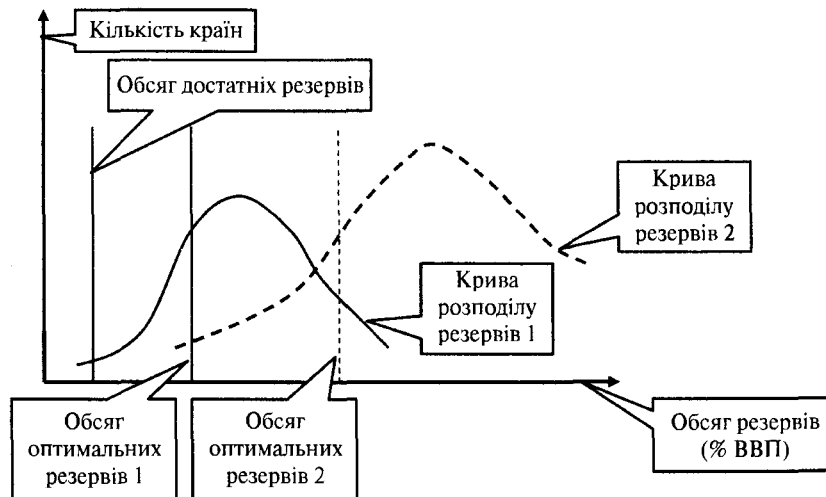 Кількість країн
Обсяг достатніх резервів
Крива
розподілу
резервів 2
Крива
розподілу
резервів 1
Обсяг
оптимальних
резервів 1
Обсяг
оптимальних
резервів 2
Обсяг резервів
(% ВВП)